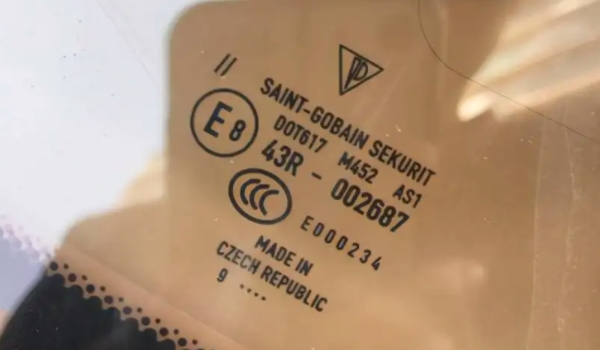 //
SAINT-GOBAIN SEKURIT
E8
DOT617 M452 AS1
43R - 002687
CCC
E000234
MADE IN
CZECH REPUBLIC
9 ....